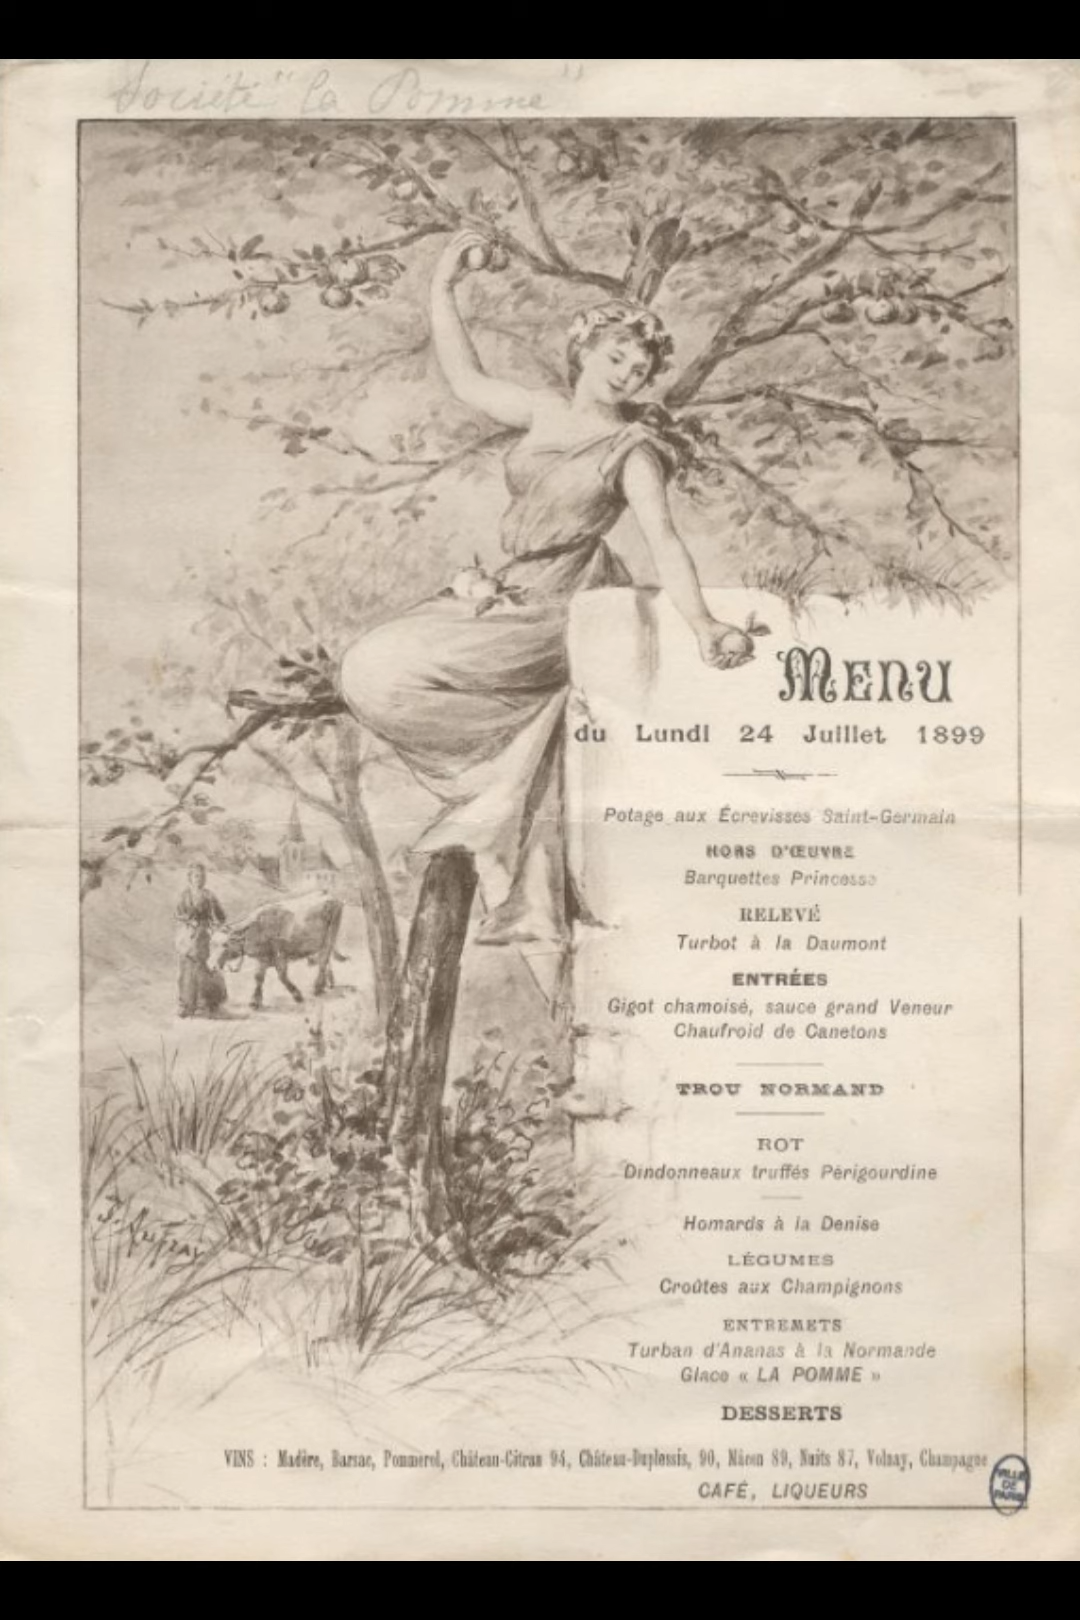 Société "la Pomme"
MENU
du Lundi 24 Juillet 1899
Potage aux Écrevisses Saint-Germain
HORS D'ŒUVRE
Barquettes Princesse
RELEVÉ
Turbot à la Daumont
ENTRÉES
Gigot chamoisé, sauce grand Veneur
Chaufroid de Canetons
TROU NORMAND
ROT
Dindonneaux truffés Périgourdine
Homards à la Denise
LÉGUMES
Croûtes aux Champignons
ENTREMETS
Turban d'Ananas à la Normande
Glace « LA POMME »
DESSERTS
VINS : Madère, Barsac, Pommerol, Château-Citran 94, Château-Duplessis, 90, 89, Nuits 87, Volnay, Champagne
CAFÉ, LIQUEURS
VILLE
DE
PARIS